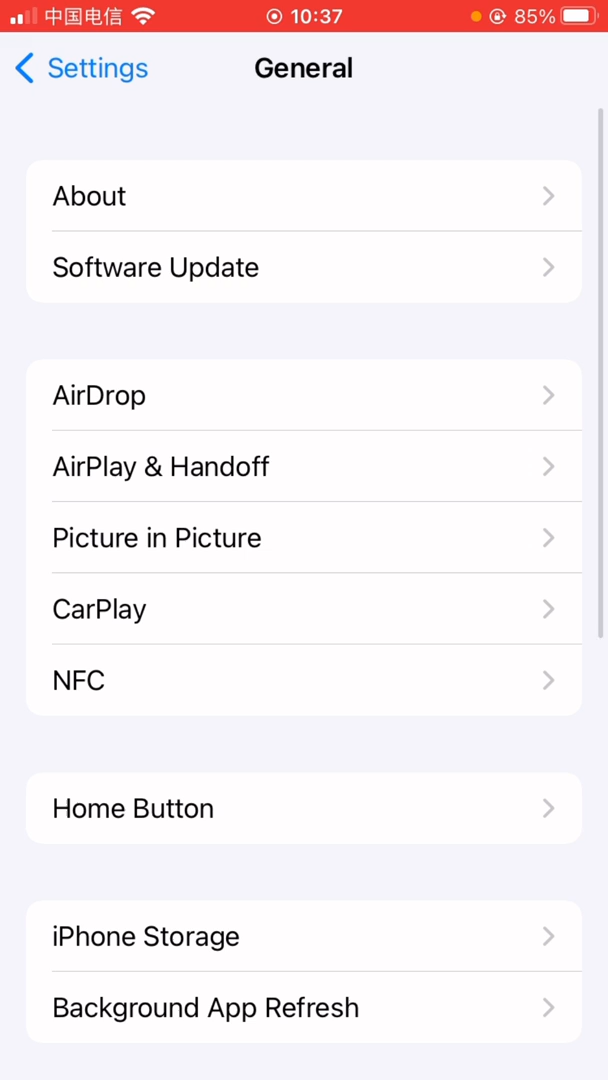 中国电信 10:37 85%
Settings General
About
Software Update
AirDrop
AirPlay & Handoff
Picture in Picture
CarPlay
NFC
Home Button
iPhone Storage
Background App Refresh